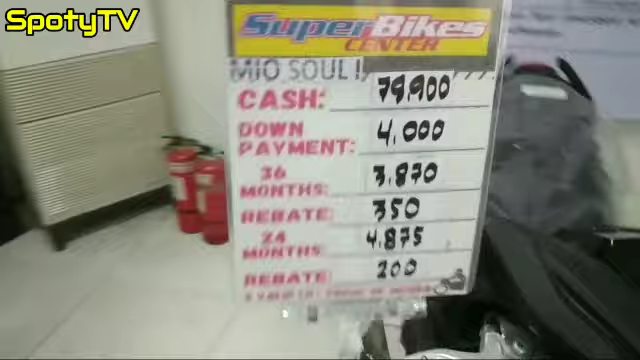 SpotyTV
SuperBikes
CENTER
MIO SOUL I
CASH: 79.900
DOWN
PAYMENT: 4.000
36
MONTHS: 3.870
REBATE: 350
24
MONTHS: 4.875
REBATE: 200